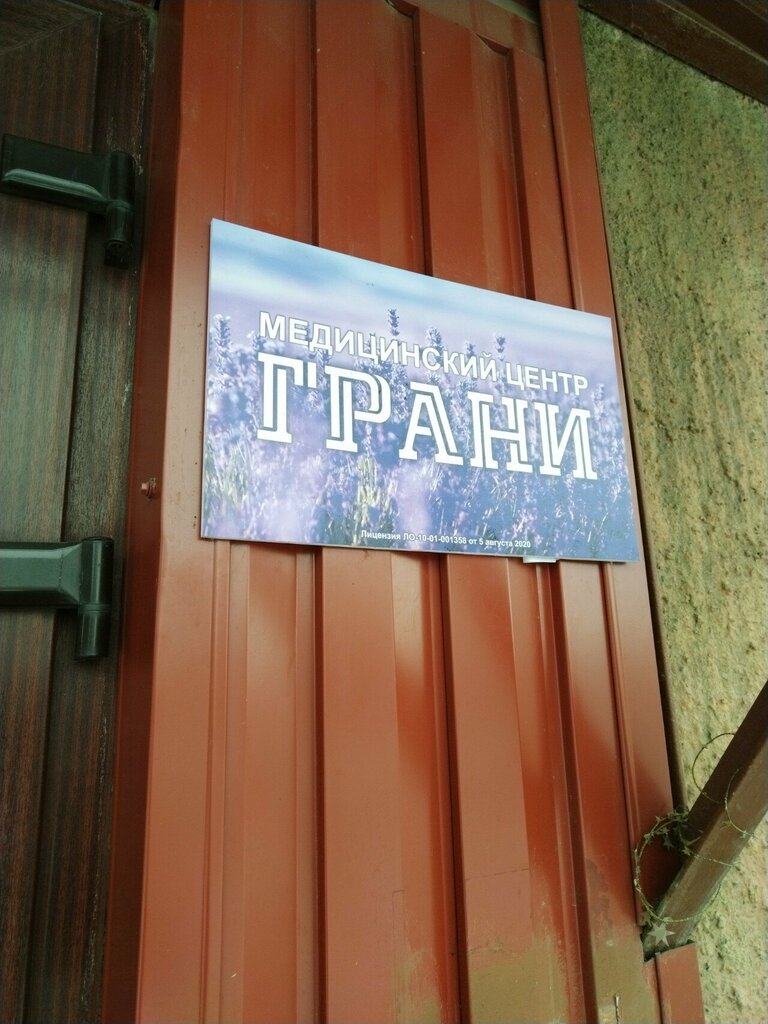 МЕДИЦИНСКИЙ ЦЕНТР
ГРАНИ
Лицензия ЛО-10-01-001358 от 5 августа 2020